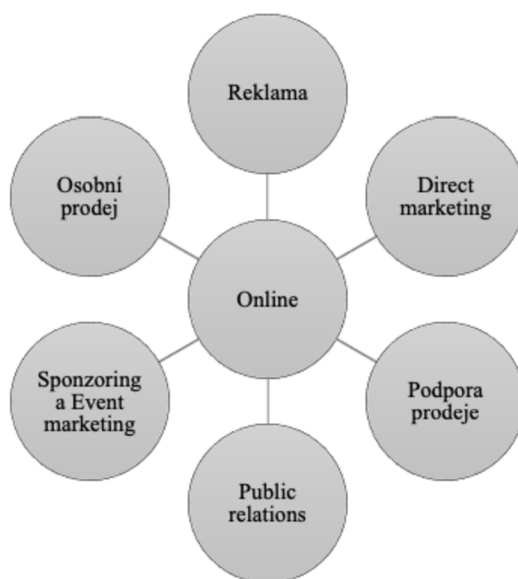 Reklama
Osobní
prodej
Direct
marketing
Online
Sponzoring
a Event
marketing
Podpora
prodeje
Public
relations